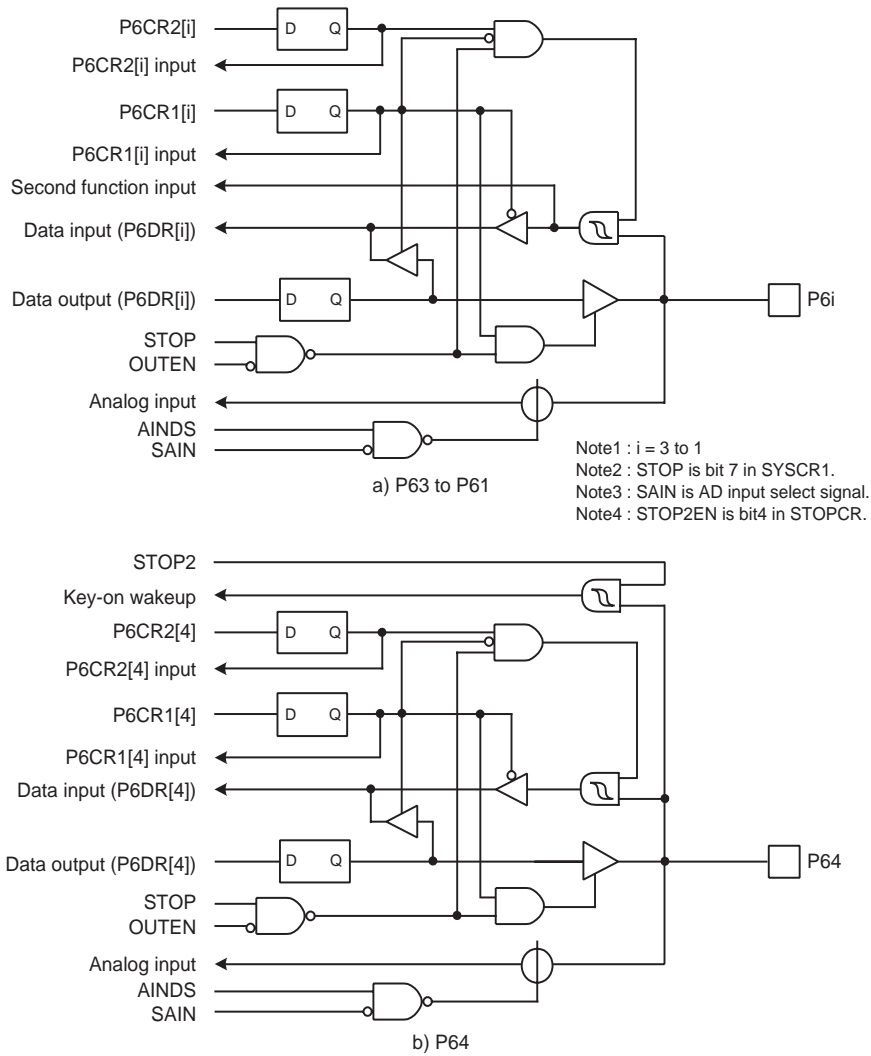 P6CR2[i]
D Q
P6CR2[i] input
P6CR1[i]
D Q
P6CR1[i] input
Second function input
Data input (P6DR[i])
Data output (P6DR[i])
D Q
P6i
STOP
OUTEN
Analog input
AINDS
SAIN
a) P63 to P61
Note1 : i = 3 to 1
Note2 : STOP is bit 7 in SYSCR1.
Note3 : SAIN is AD input select signal.
Note4 : STOP2EN is bit4 in STOPCR.
STOP2
Key-on wakeup
P6CR2[4]
D Q
P6CR2[4] input
P6CR1[4]
D Q
P6CR1[4] input
Data input (P6DR[4])
Data output (P6DR[4])
D Q
P64
STOP
OUTEN
Analog input
AINDS
SAIN
b) P64